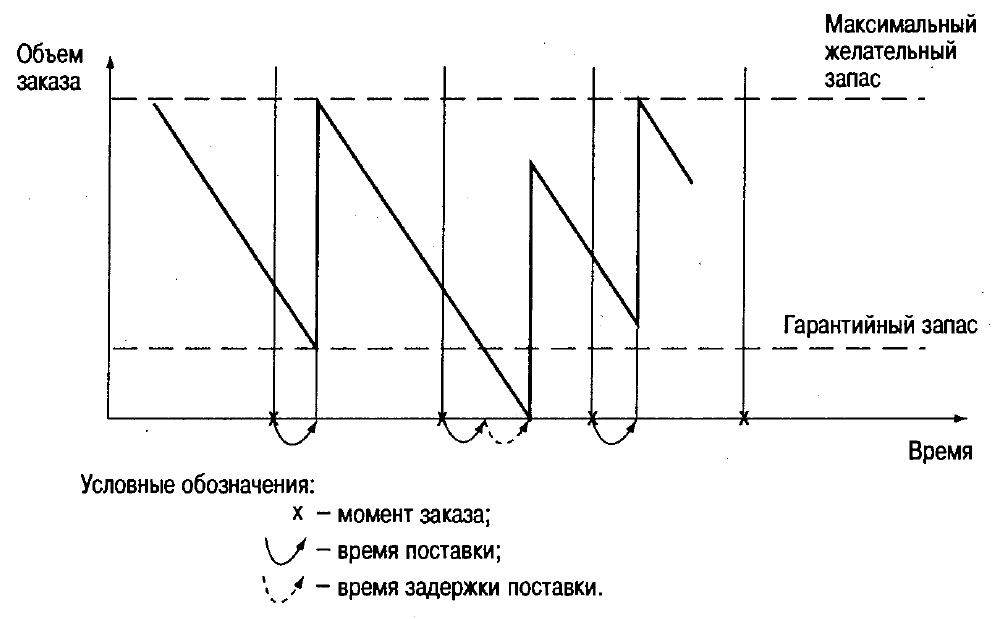 Объем
заказа
Максимальный
желательный
запас
Гарантийный запас
x x x x
Время
Условные обозначения:
x – момент заказа;
– время поставки;
– время задержки поставки.